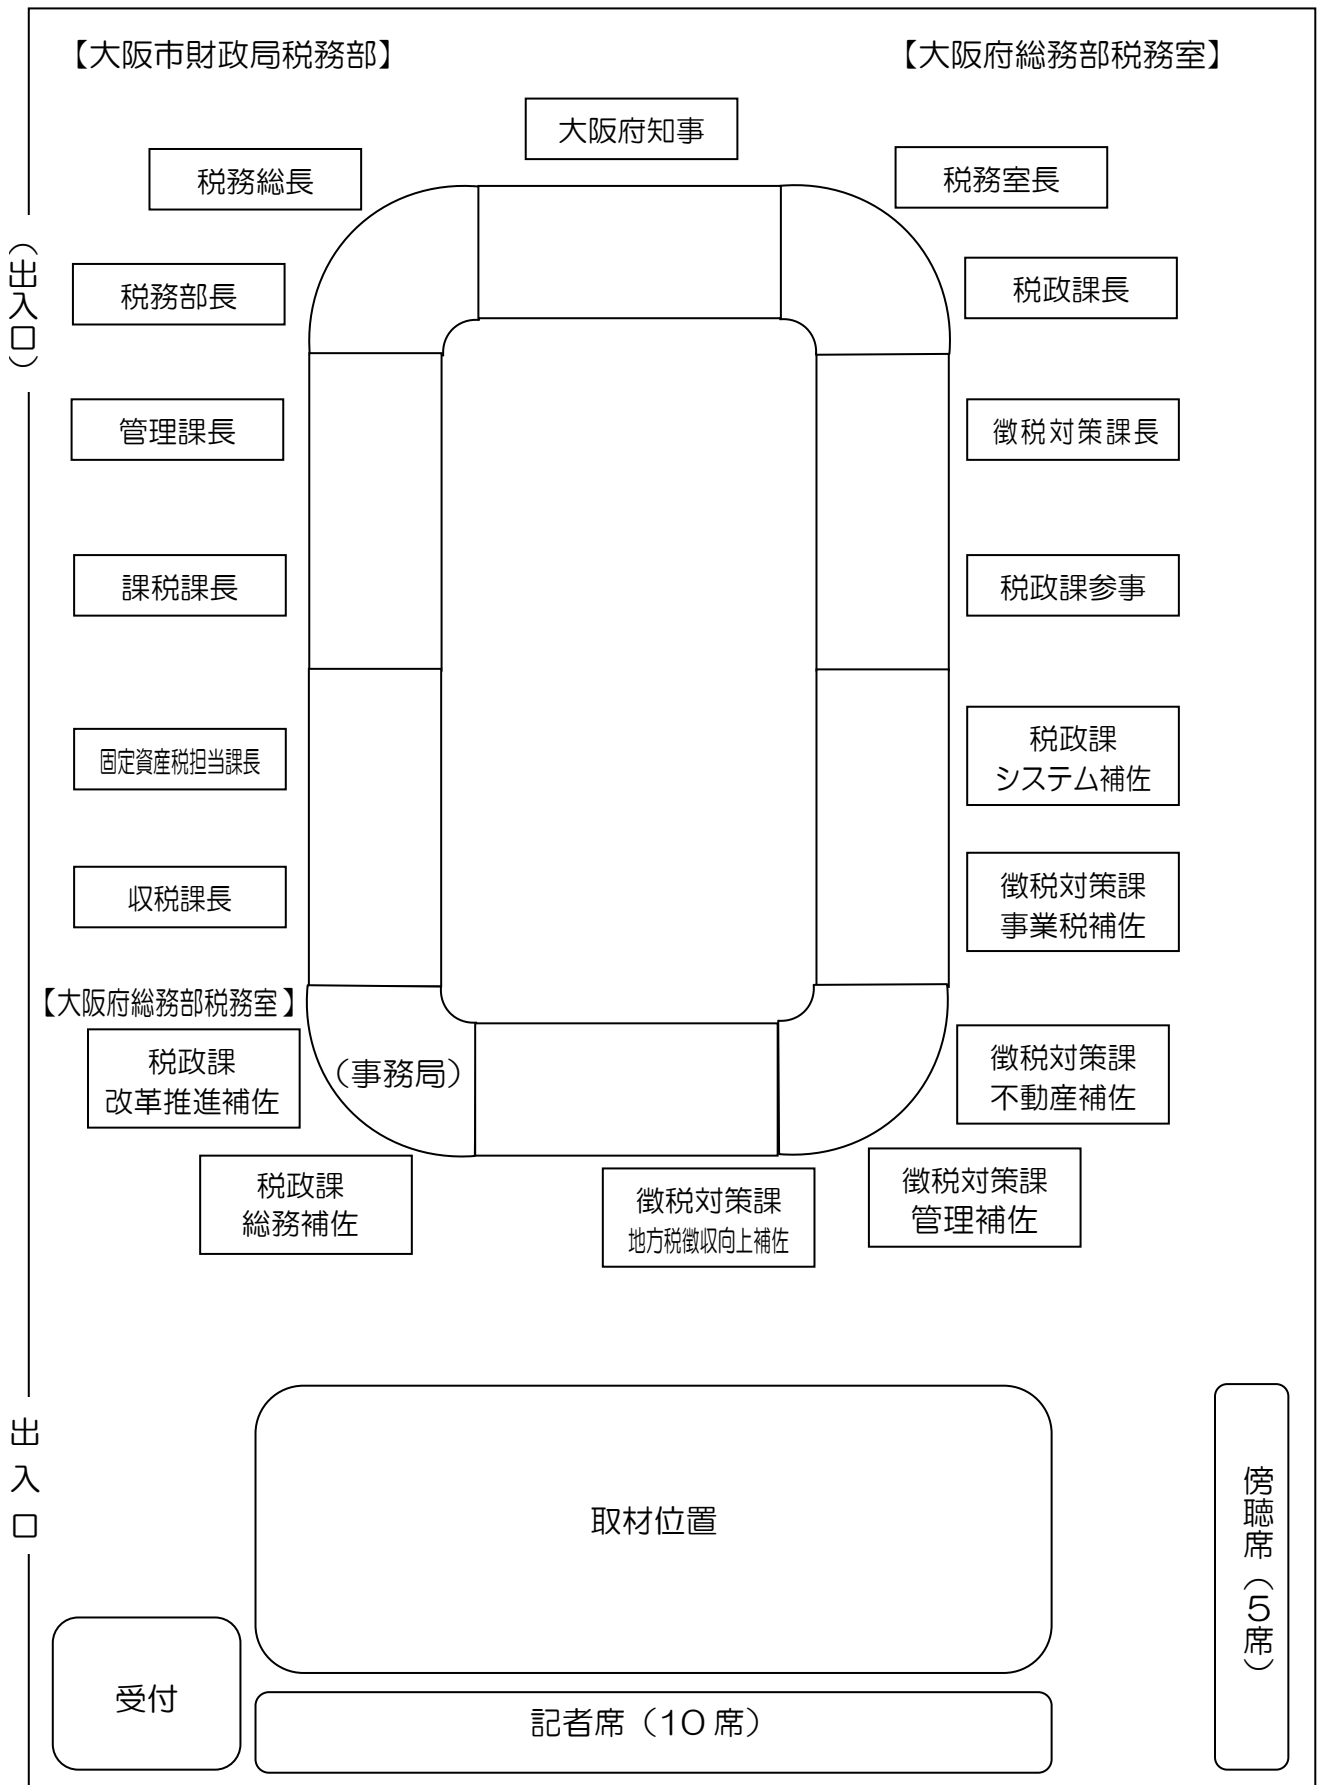 【大阪市財政局税務部】
【大阪府総務部税務室】
大阪府知事
税務総長
税務室長
（出入口）
税務部長
税政課長
管理課長
徴税対策課長
課税課長
税政課参事
固定資産税担当課長
税政課
システム補佐
収税課長
徴税対策課
事業税補佐
【大阪府総務部税務室】
税政課
改革推進補佐
（事務局）
徴税対策課
不動産補佐
税政課
総務補佐
徴税対策課
地方税徴収向上補佐
徴税対策課
管理補佐
出入口
取材位置
傍聴席（5席）
受付
記者席（10席）